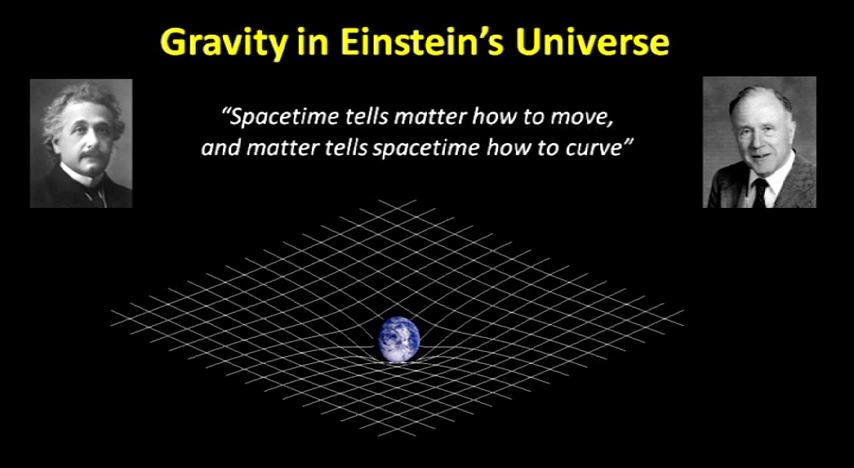 Gravity in Einstein’s Universe
“Spacetime tells matter how to move,
and matter tells spacetime how to curve”